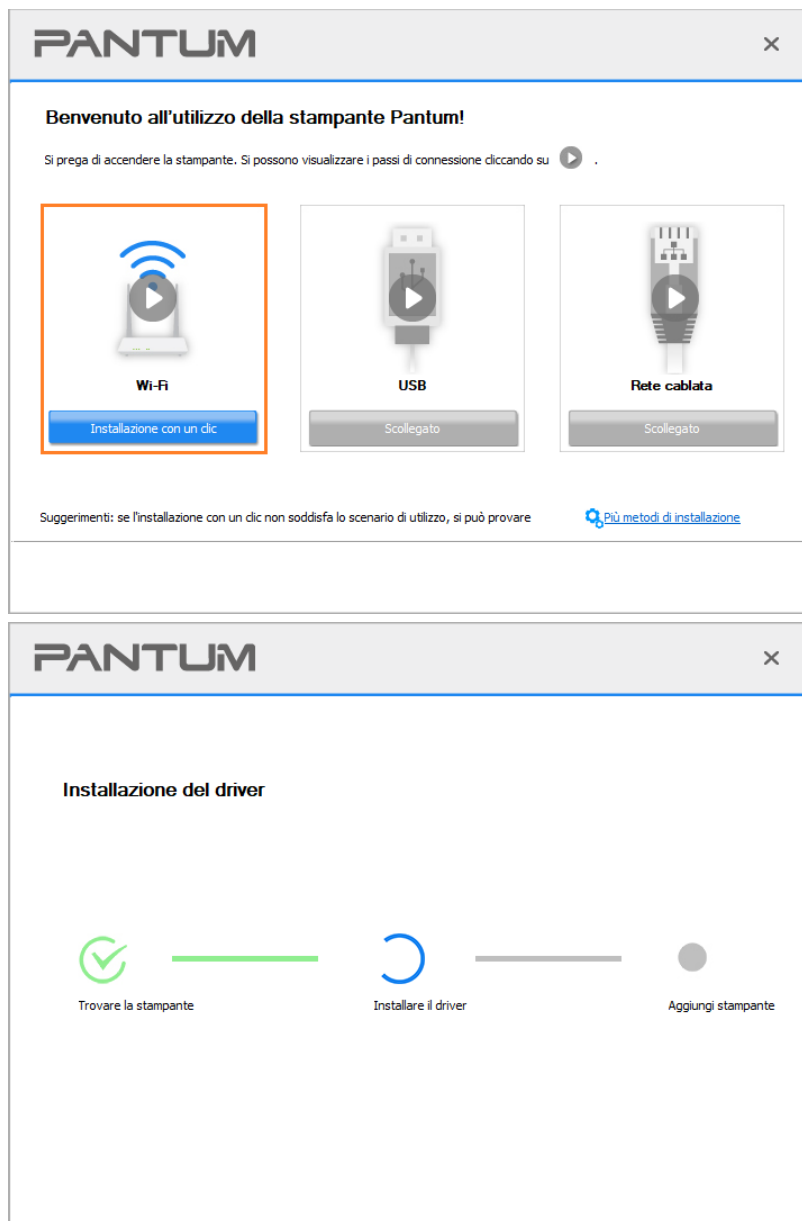 PANTUM
Benvenuto all'utilizzo della stampante Pantum!
Si prega di accendere la stampante. Si possono visualizzare i passi di connessione cliccando su .
Wi-Fi
USB
Rete cablata
Installazione con un clic
Scollegato
Scollegato
Suggerimenti: se l'installazione con un clic non soddisfa lo scenario di utilizzo, si può provare Più metodi di installazione
PANTUM
Installazione del driver
Trovare la stampante
Installare il driver
Aggiungi stampante